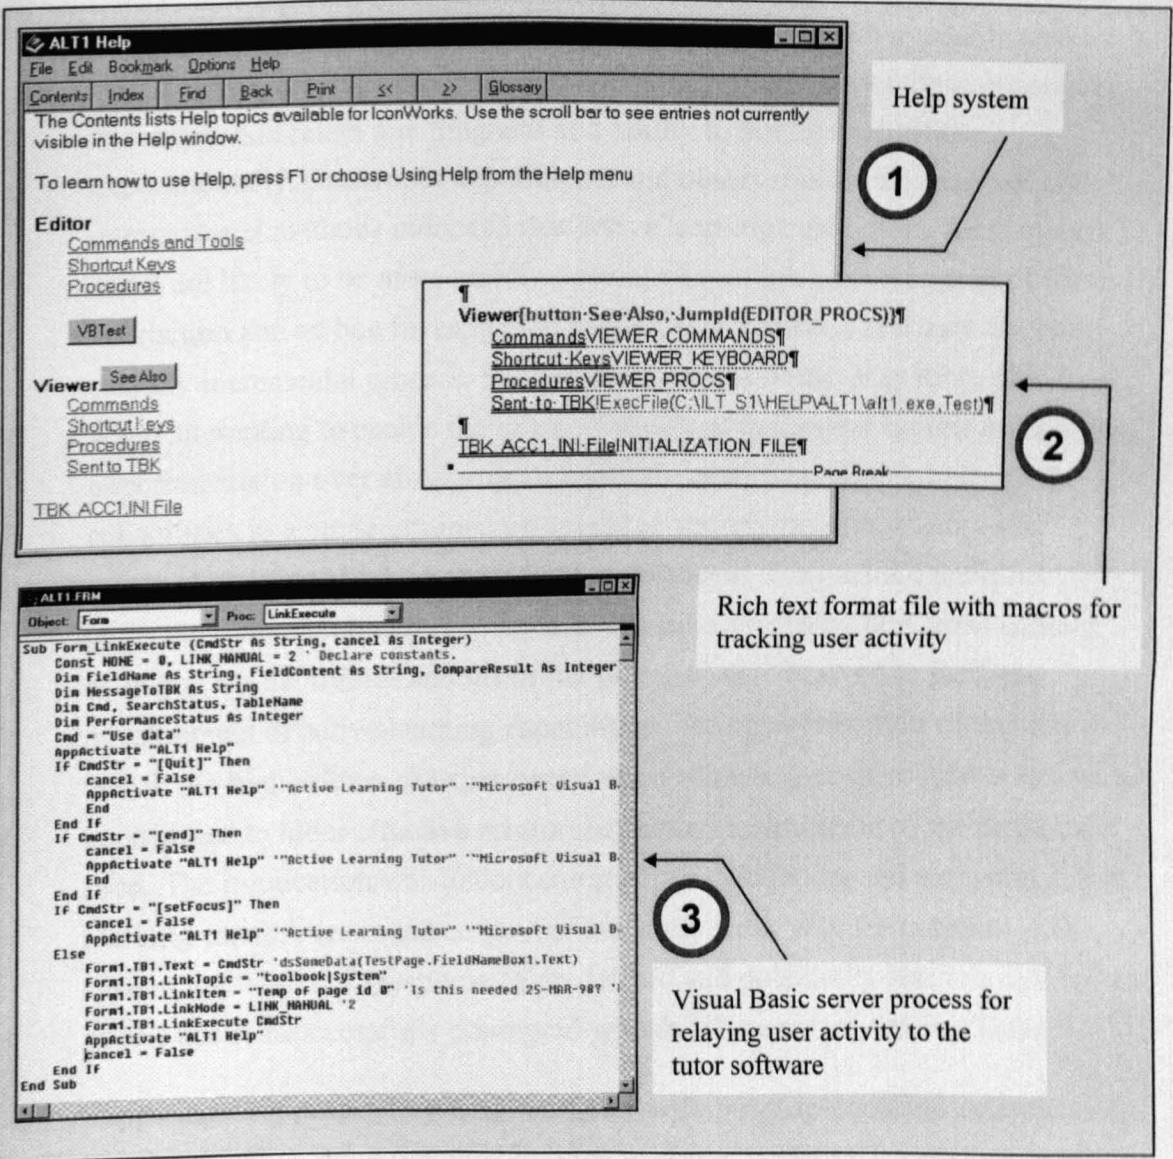 ALT1 Help
File Edit Bookmark Options Help
Contents Index Find Back Print << >> Glossary
The Contents lists Help topics available for IconWorks. Use the scroll bar to see entries not currently
visible in the Help window.
To learn how to use Help, press F1 or choose Using Help from the Help menu
Editor
Commands and Tools
Shortcut Keys
Procedures
VBTest
Viewer See Also
Commands
Shortcut Keys
Procedures
Sent to TBK
TBK_ACC1.INI File
Help system
1
¶
Viewer{button·See·Also,·JumpId(EDITOR_PROCS)}¶
CommandsVIEWER_COMMANDS¶
Shortcut·KeysVIEWER_KEYBOARD¶
ProceduresVIEWER_PROCS¶
Sent·to·TBK!ExecFile(C:\ILT_S1\HELP\ALT1\alt1.exe,Test)¶
¶
TBK_ACC1.INI·FileINITIALIZATION_FILE¶
Page Break
2
Rich text format file with macros for
tracking user activity
ALT1.FRM
Object: Form Proc: LinkExecute
Sub Form_LinkExecute (CmdStr As String, cancel As Integer)
Const NONE = 0, LINK_MANUAL = 2 ' Declare constants.
Dim FieldName As String, FieldContent As String, CompareResult As Integer
Dim MessageToTBK As String
Dim Cmd, SearchStatus, TableName
Dim PerformanceStatus As Integer
Cmd = "Use data"
AppActivate "ALT1 Help"
If CmdStr = "[Quit]" Then
cancel = False
AppActivate "ALT1 Help" '"Active Learning Tutor" '"Microsoft Visual B
End
End If
If CmdStr = "[end]" Then
cancel = False
AppActivate "ALT1 Help" '"Active Learning Tutor" '"Microsoft Visual B
End
End If
If CmdStr = "[setFocus]" Then
cancel = False
AppActivate "ALT1 Help" '"Active Learning Tutor" '"Microsoft Visual B
Else
Form1.TB1.Text = CmdStr 'dsSomeData(TestPage.FieldNameBox1.Text)
Form1.TB1.LinkTopic = "toolbook|System"
Form1.TB1.LinkItem = "Temp of page id 0" 'Is this needed 25-MAR-98?
Form1.TB1.LinkMode = LINK_MANUAL '2
Form1.TB1.LinkExecute CmdStr
AppActivate "ALT1 Help"
cancel = False
End If
End Sub
3
Visual Basic server process for
relaying user activity to the
tutor software